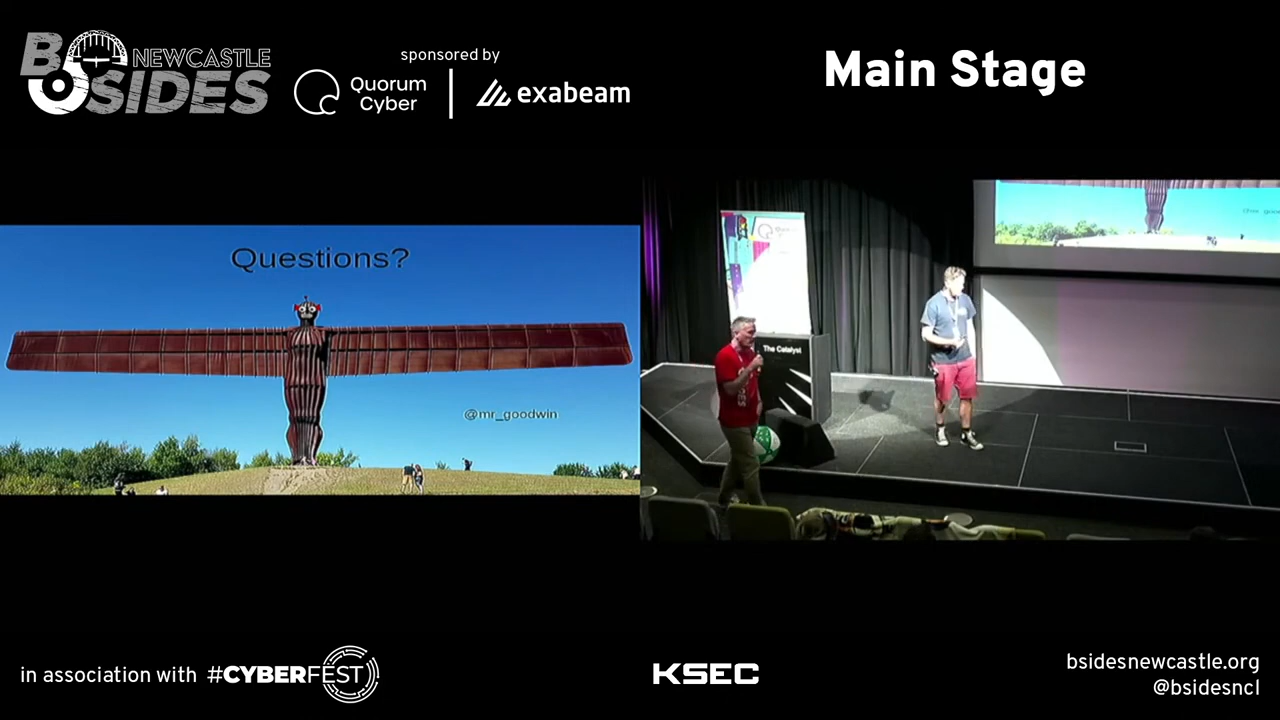 BSIDES
NEWCASTLE
sponsored by
Quorum
Cyber
exabeam
Main Stage
Questions?
@mr_goodwin
The Catalyst
in association with #CYBERFEST
KSEC
bsidesnewcastle.org
@bsidesncl